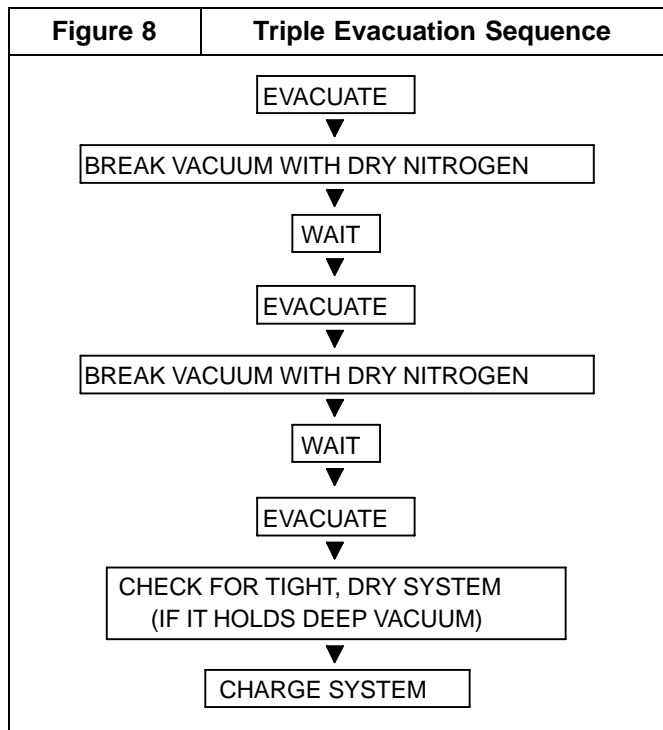 Figure 8
Triple Evacuation Sequence
EVACUATE
BREAK VACUUM WITH DRY NITROGEN
WAIT
EVACUATE
BREAK VACUUM WITH DRY NITROGEN
WAIT
EVACUATE
CHECK FOR TIGHT, DRY SYSTEM
(IF IT HOLDS DEEP VACUUM)
CHARGE SYSTEM